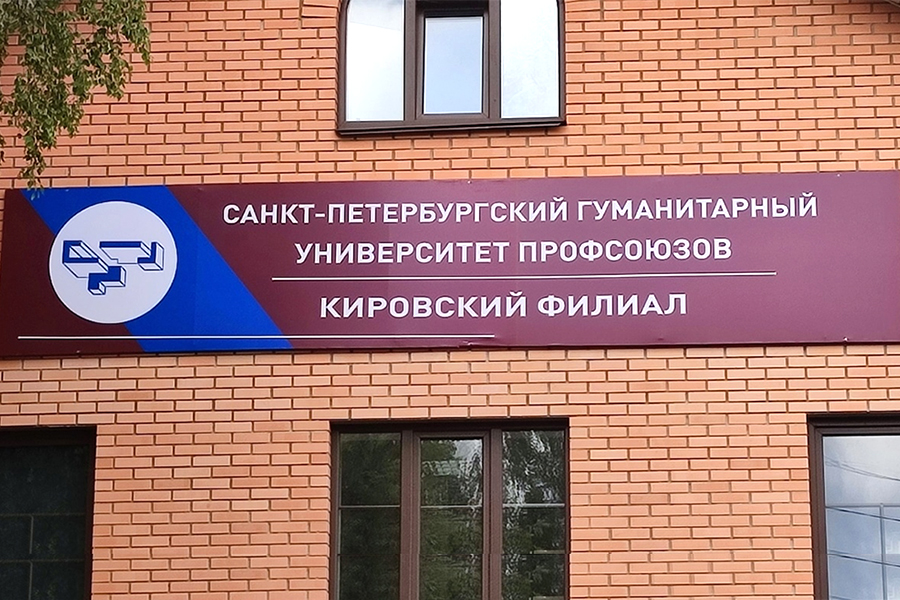 САНКТ-ПЕТЕРБУРГСКИЙ ГУМАНИТАРНЫЙ
УНИВЕРСИТЕТ ПРОФСОЮЗОВ
КИРОВСКИЙ ФИЛИАЛ